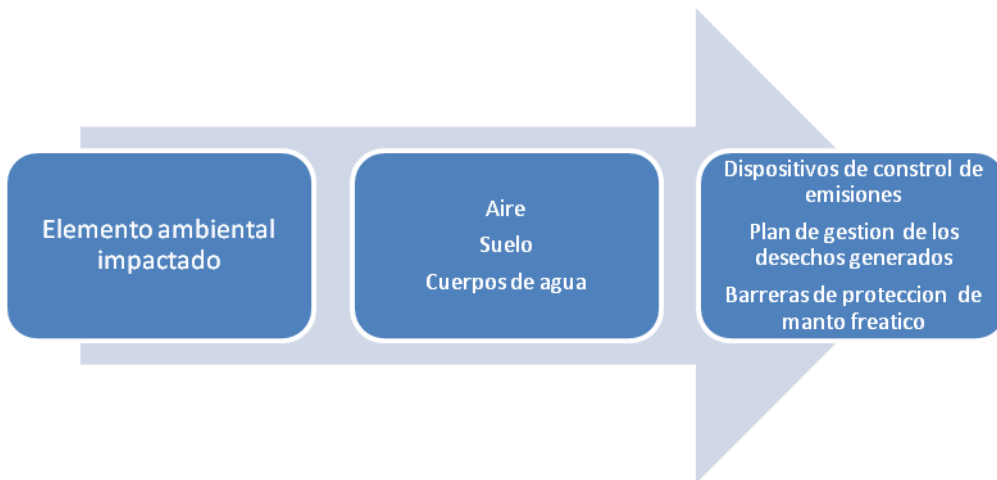 Elemento ambiental
impactado
Aire
Suelo
Cuerpos de agua
Dispositivos de constrol de
emisiones
Plan de gestion de los
desechos generados
Barreras de proteccion de
manto freatico